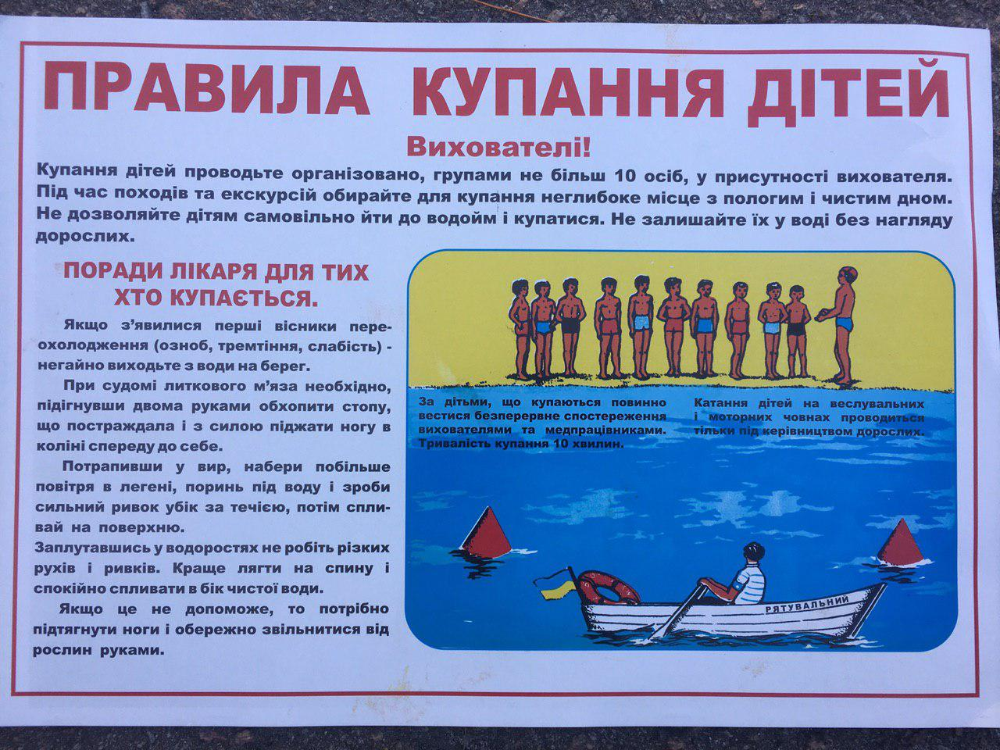 ПРАВИЛА КУПАННЯ ДІТЕЙ
Вихователі!
Купання дітей проводьте організовано, групами не більш 10 осіб, у присутності вихователя.
Під час походів та екскурсій обирайте для купання неглибоке місце з пологим і чистим дном.
Не дозволяйте дітям самовільно йти до водойм і купатися. Не залишайте їх у воді без нагляду
дорослих.
ПОРАДИ ЛІКАРЯ ДЛЯ ТИХ
ХТО КУПАЄТЬСЯ.
Якщо з’явилися перші вісники пере-
охолодження (озноб, тремтіння, слабість) -
негайно виходьте з води на берег.
При судомі литкового м’яза необхідно,
підігнувши двома руками обхопити стопу,
що постраждала і з силою піджати ногу в
коліні спереду до себе.
Потрапивши у вир, набери побільше
повітря в легені, поринь під воду і зроби
сильний ривок убік за течією, потім спли-
вай на поверхню.
Заплутавшись у водоростях не робіть різких
рухів і ривків. Краще лягти на спину і
спокійно спливати в бік чистої води.
Якщо це не допоможе, то потрібно
підтягнути ноги і обережно звільнитися від
рослин руками.
За дітьми, що купаються повинно
вестися безперервне спостереження
вихователями та медпрацівниками.
Тривалість купання 10 хвилин.
Катання дітей на веслувальних
і моторних човнах проводиться
тільки під керівництвом дорослих.
РЯТУВАЛЬНИЙ